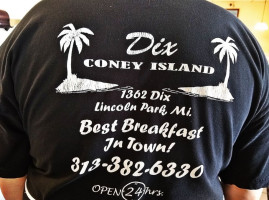 Dix
CONEY ISLAND
1362 Dix
Lincoln Park Mi.
Best Breakfast
In Town!
313-382-6330
OPEN 24 hrs.